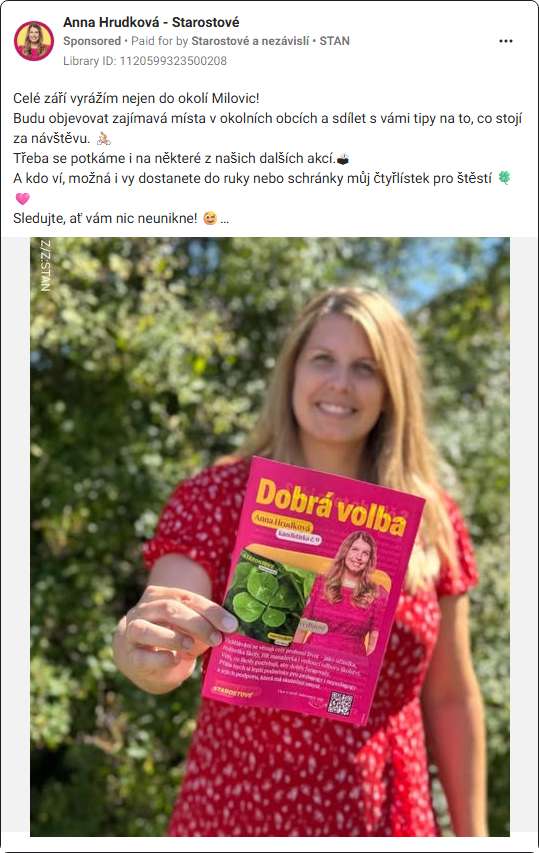 Anna Hrudková - Starostové
Sponsored • Paid for by Starostové a nezávislí • STAN
Library ID: 1120599323500208
Celé září vyrážím nejen do okolí Milovic!
Budu objevovat zajímavá místa v okolních obcích a sdílet s vámi tipy na to, co stojí
za návštěvu. 🚴🏼‍♀️
Třeba se potkáme i na některé z našich dalších akcí.🍲
A kdo ví, možná i vy dostanete do ruky nebo schránky můj čtyřlístek pro štěstí 🍀
🩷
Sledujte, ať vám nic neunikne! 😉 ...
Z/Z:STAN
Dobrá volba
Anna Hrudková
kandidátka č. 9
STAROSTOVÉ
STAROSTOVÉ